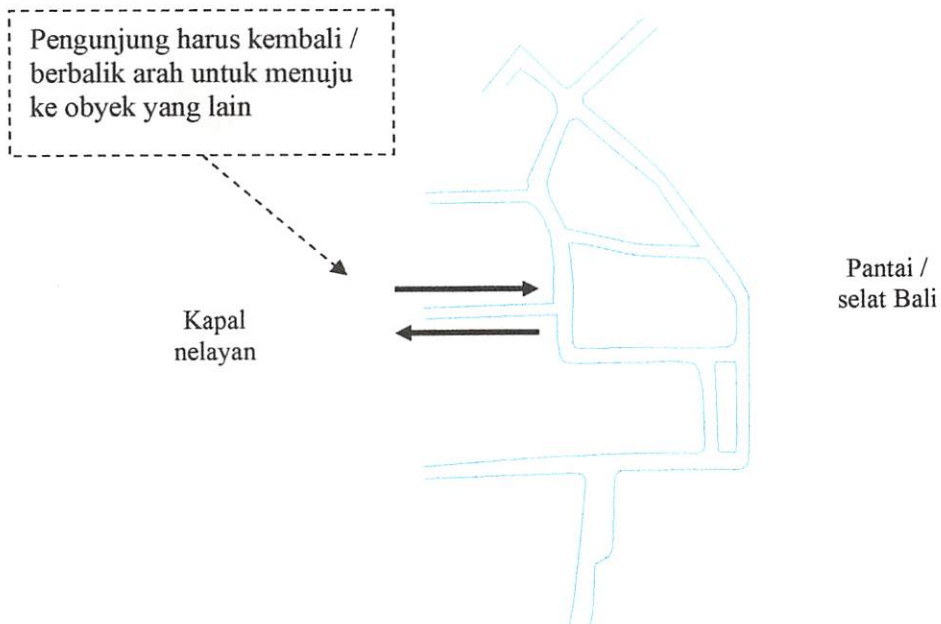 Pengunjung harus kembali /
berbalik arah untuk menuju
ke obyek yang lain
Kapal
nelayan
Pantai /
selat Bali